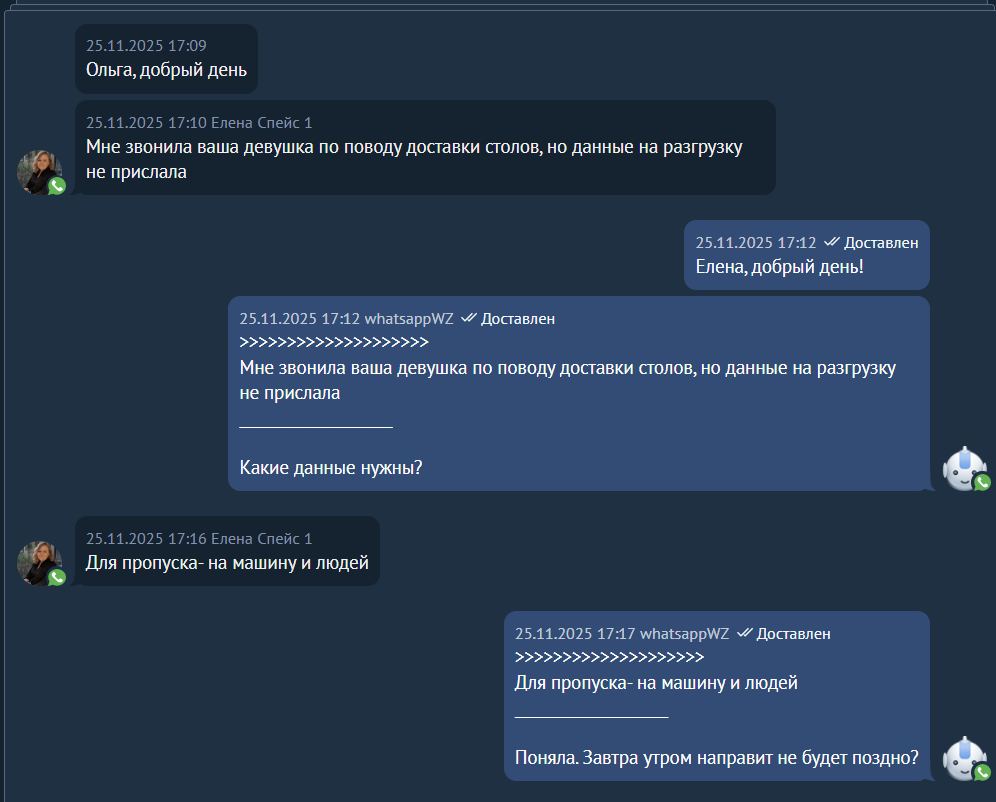 25.11.2025 17:09
Ольга, добрый день
25.11.2025 17:10 Елена Спейс 1
Мне звонила ваша девушка по поводу доставки столов, но данные на разгрузку
не прислала
25.11.2025 17:12 Доставлен
Елена, добрый день!
25.11.2025 17:12 whatsappWZ Доставлен
>>>>>>>>>>>>>>>>>>>>
Мне звонила ваша девушка по поводу доставки столов, но данные на разгрузку
не прислала
____________________
Какие данные нужны?
25.11.2025 17:16 Елена Спейс 1
Для пропуска- на машину и людей
25.11.2025 17:17 whatsappWZ Доставлен
>>>>>>>>>>>>>>>>>>>>
Для пропуска- на машину и людей
____________________
Поняла. Завтра утром направит не будет поздно?